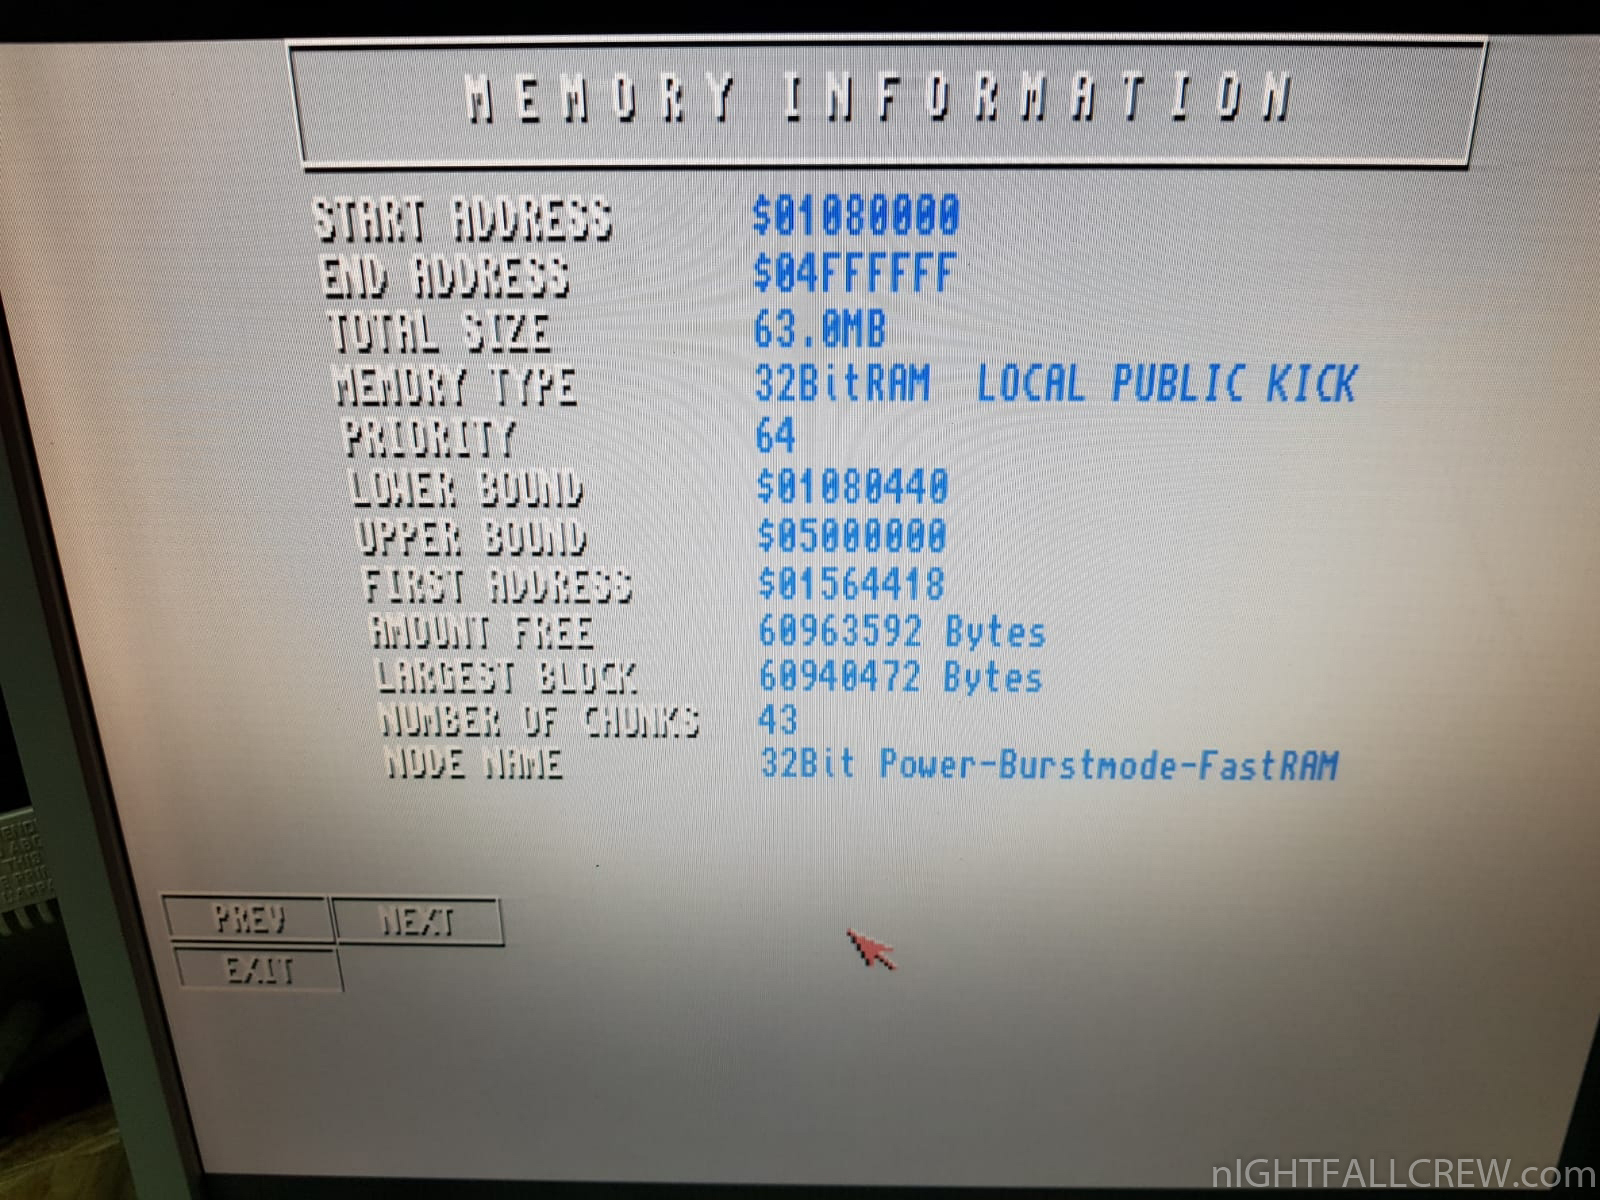 MEMORY INFORMATION
START ADDRESS $01080000
END ADDRESS $04FFFFFF
TOTAL SIZE 63.0MB
MEMORY TYPE 32BitRAM LOCAL PUBLIC KICK
PRIORITY 64
LOWER BOUND $01080440
UPPER BOUND $05000000
FIRST ADDRESS $01564418
AMOUNT FREE 60963592 Bytes
LARGEST BLOCK 60940472 Bytes
NUMBER OF CHUNKS 43
NODE NAME 32Bit Power-Burstmode-FastRAM
PREV NEXT
EXIT
nIGHTFALLCREW.com